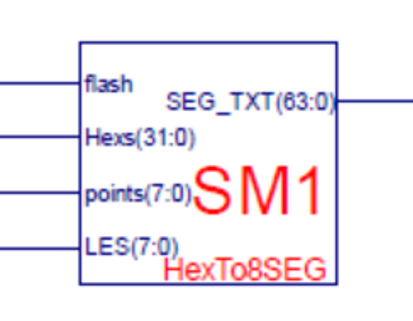 flash
SEG_TXT(63:0)
Hexs(31:0)
points(7:0)
SM1
LES(7:0)
HexTo8SEG